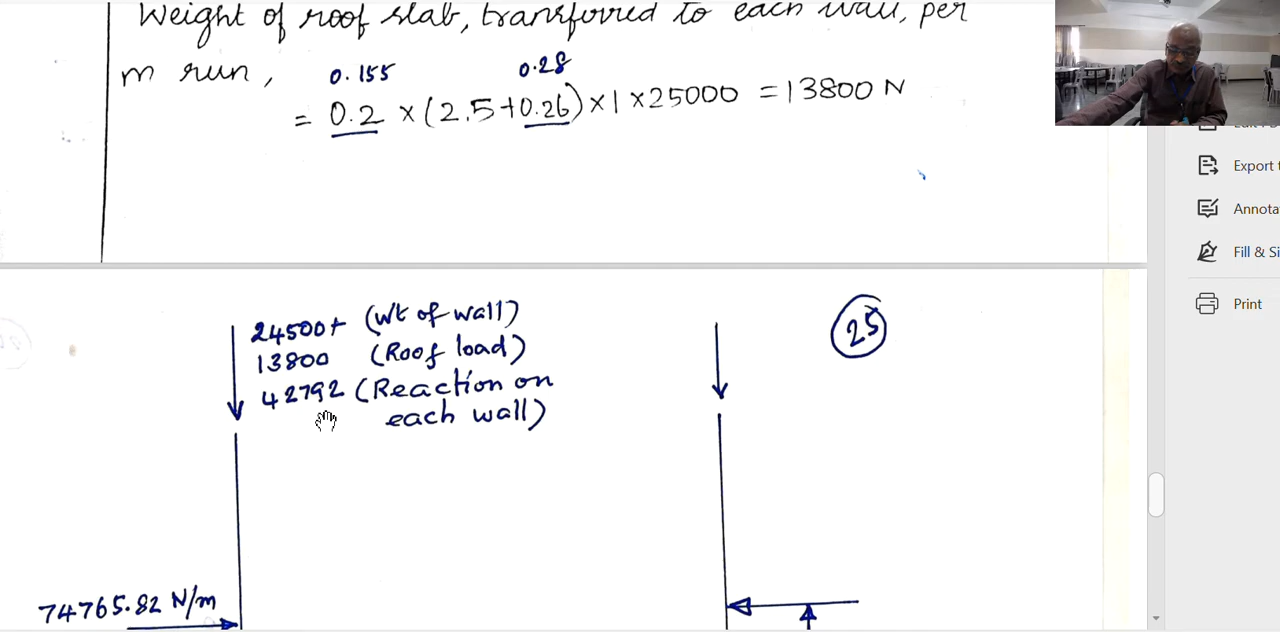 Weight of roof slab, transferred to each wall, per
m run,
0.155 0.28
= 0.2 × (2.5+0.26)×1 ×25000 =13800 N
24500+ (Wt of wall)
13800 (Roof load)
42792 (Reaction on
each wall)
25
74765.82 N/m
Export t
Annota
Fill & Si
Print